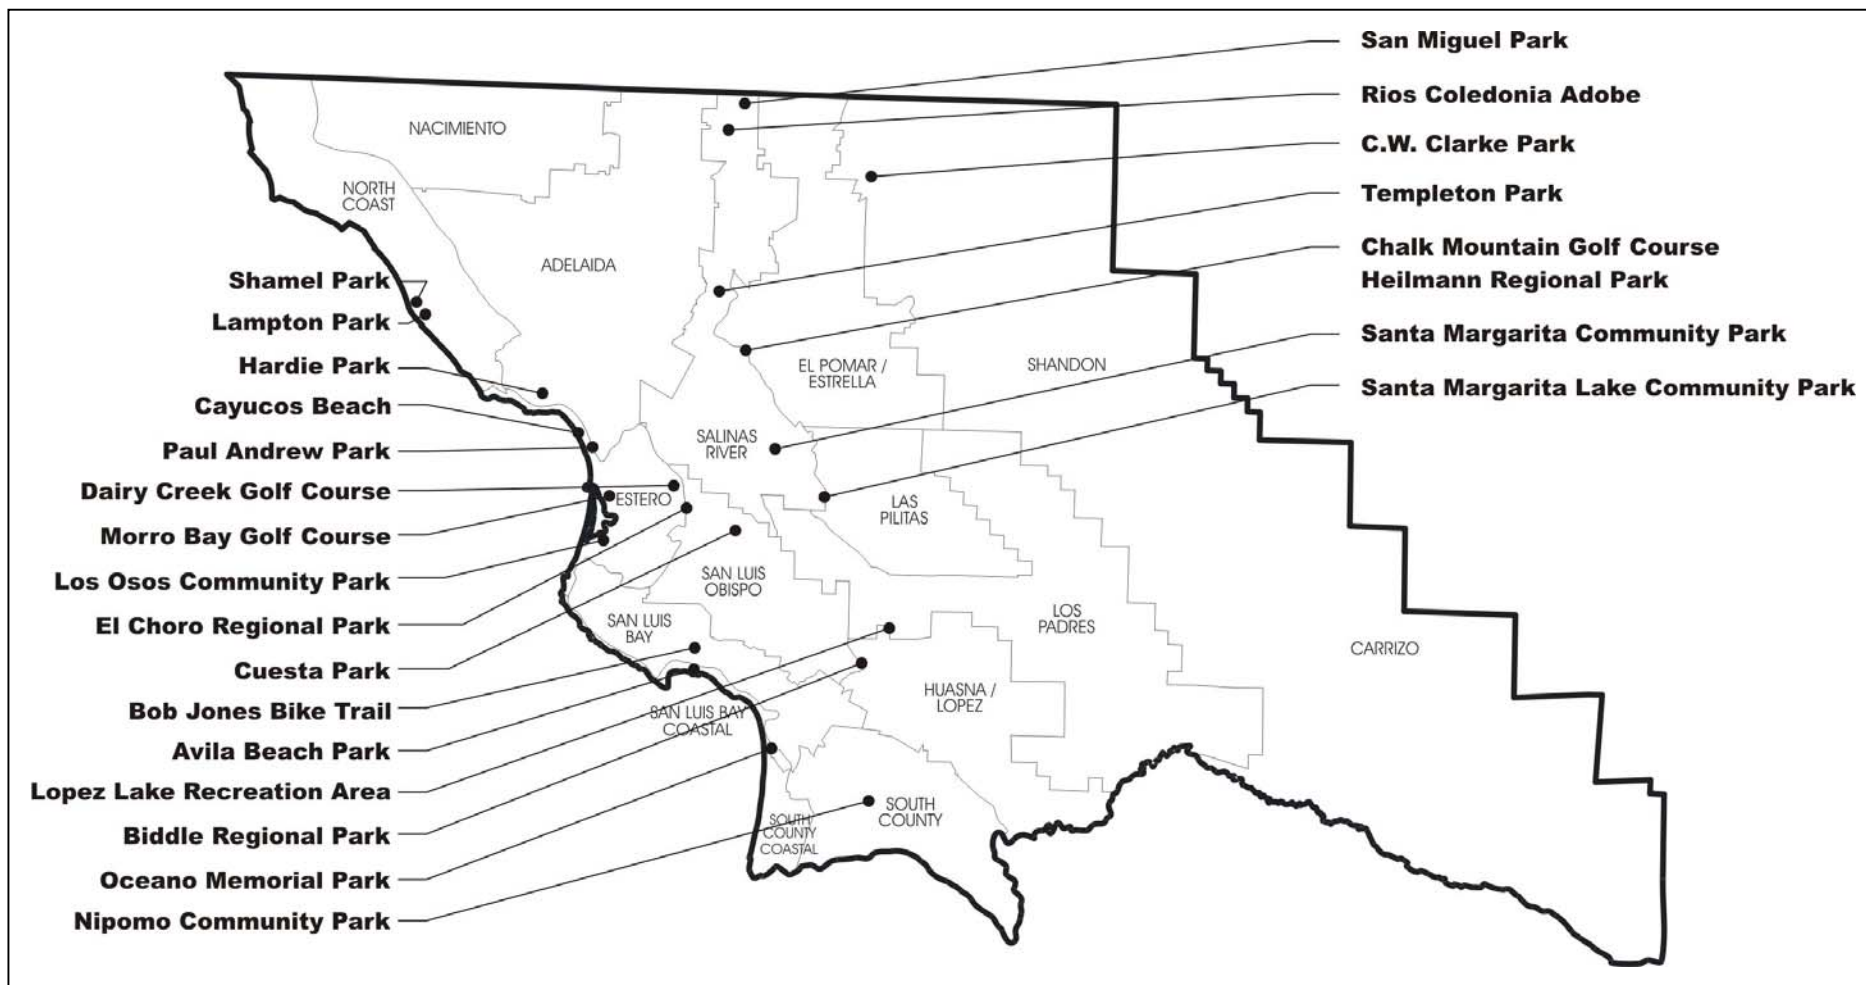 San Miguel Park
Rios Coledonia Adobe
C.W. Clarke Park
Templeton Park
Chalk Mountain Golf Course
Heilmann Regional Park
Santa Margarita Community Park
Santa Margarita Lake Community Park
Shamel Park
Lampton Park
Hardie Park
Cayucos Beach
Paul Andrew Park
Dairy Creek Golf Course
Morro Bay Golf Course
Los Osos Community Park
El Choro Regional Park
Cuesta Park
Bob Jones Bike Trail
Avila Beach Park
Lopez Lake Recreation Area
Biddle Regional Park
Oceano Memorial Park
Nipomo Community Park
NACIMIENTO
NORTH
COAST
ADELAIDA
EL POMAR /
ESTRELLA
SHANDON
SALINAS
RIVER
ESTERO
LAS
PILITAS
SAN LUIS
OBISPO
SAN LUIS
BAY
LOS
PADRES
CARRIZO
HUASNA /
LOPEZ
SAN LUIS BAY
COASTAL
SOUTH
COUNTY
SOUTH
COUNTY
COASTAL